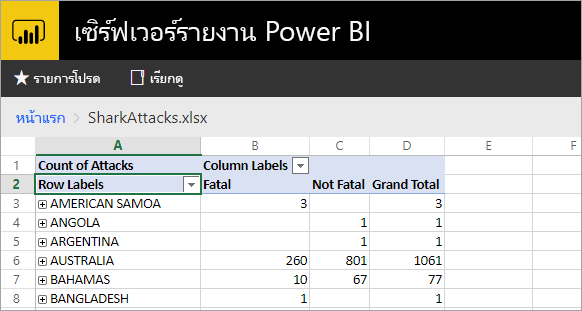 เซิร์ฟเวอร์รายงาน Power BI
รายการโปรด เรียกดู
หน้าแรก SharkAttacks.xlsx
A B C D E F
1 Count of Attacks Column Labels
2 Row Labels Fatal Not Fatal Grand Total
3 AMERICAN SAMOA 3 3
4 ANGOLA 1 1
5 ARGENTINA 1 1
6 AUSTRALIA 260 801 1061
7 BAHAMAS 10 67 77
8 BANGLADESH 1 1